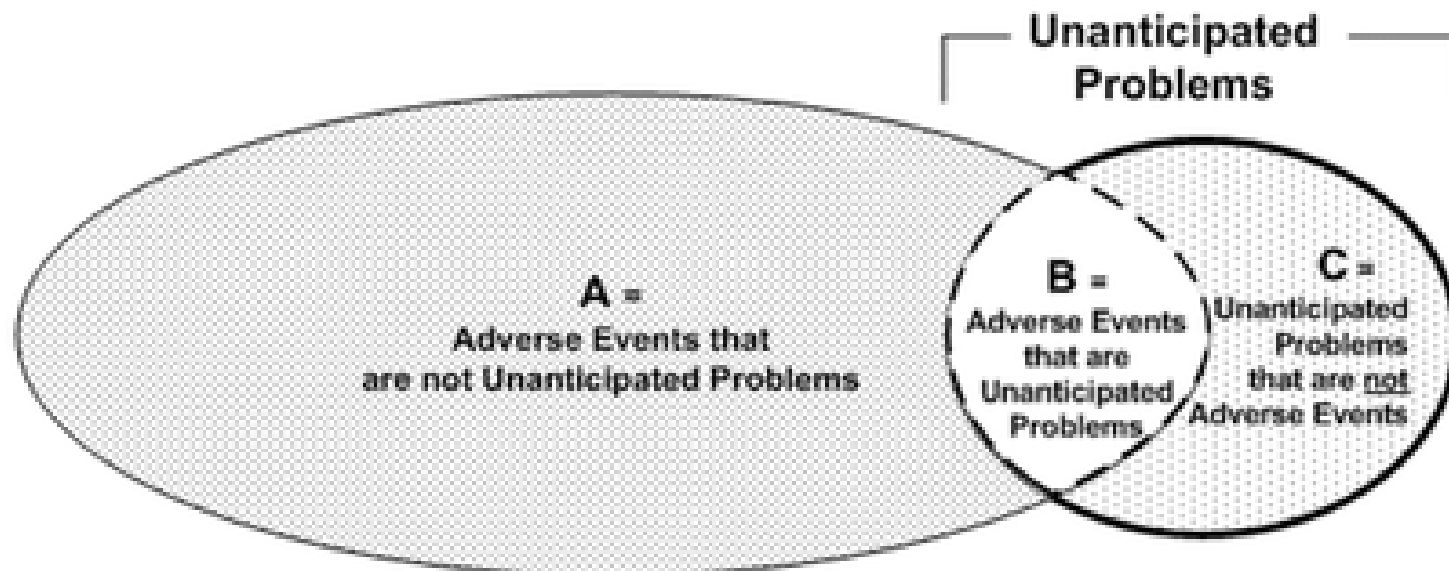 Unanticipated
Problems
A =
Adverse Events that
are not Unanticipated Problems
B =
Adverse Events
that are
Unanticipated
Problems
C =
Unanticipated
Problems
that are not
Adverse Events